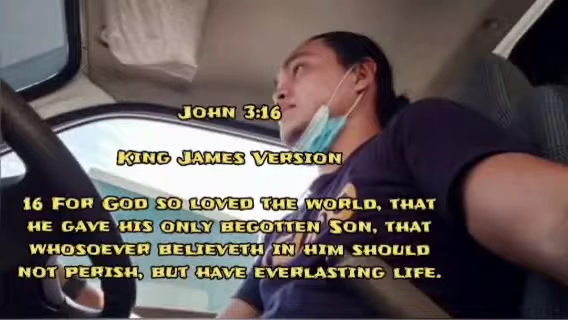 John 3:16
King James Version
16 For God so loved the world, that
he gave his only begotten Son, that
whosoever believeth in him should
not perish, but have everlasting life.